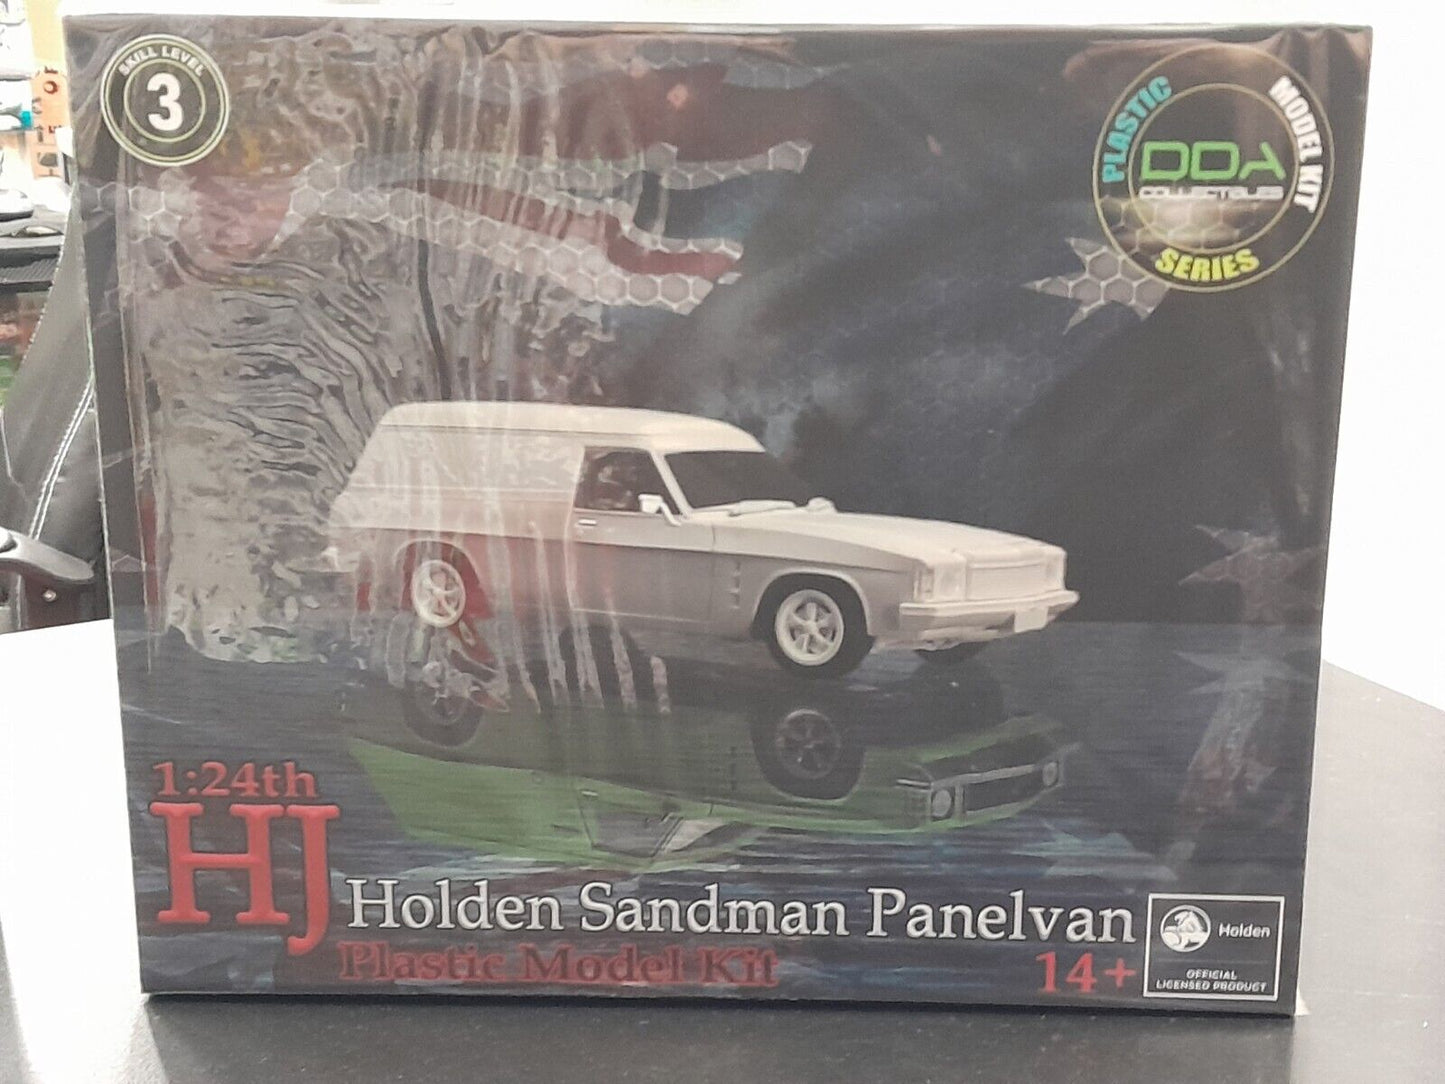 SKILL LEVEL
3
PLASTIC
MODEL KIT
DDA
COLLECTIBLES
SERIES
1:24th
HJ
Holden Sandman Panelvan
Plastic Model Kit
14+
Holden
OFFICIAL
LICENSED PRODUCT